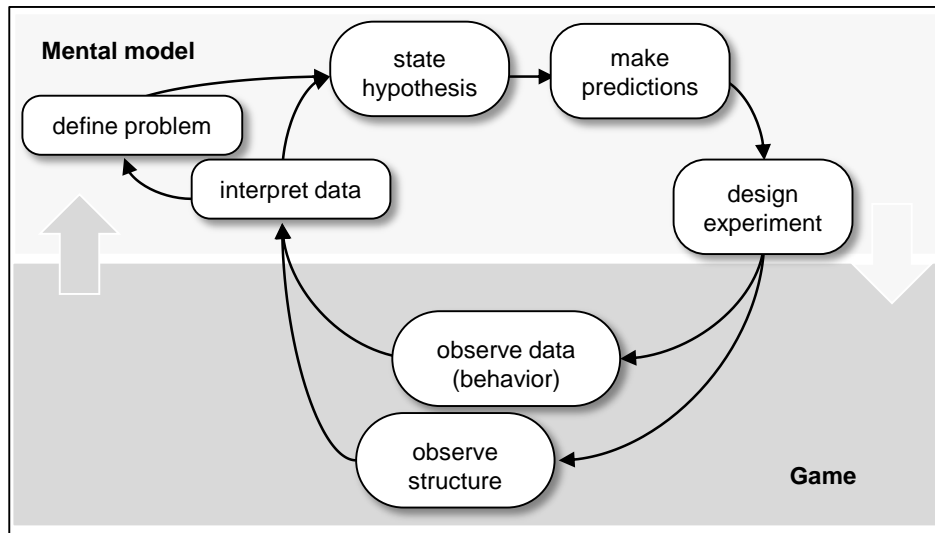 Mental model
state
hypothesis
make
predictions
define problem
interpret data
design
experiment
observe data
(behavior)
observe
structure
Game